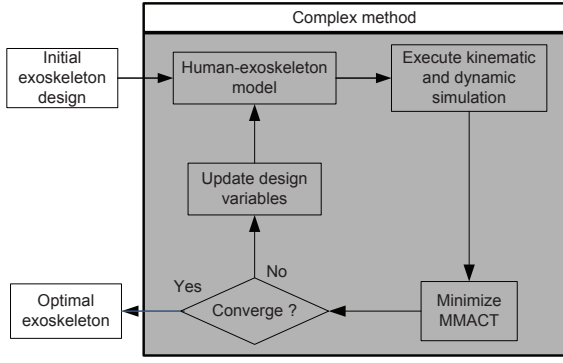 Complex method
Initial
exoskeleton
design
Human-exoskeleton
model
Execute kinematic
and dynamic
simulation
Update design
variables
No
Yes
Optimal
exoskeleton
Converge ?
Minimize
MMACT